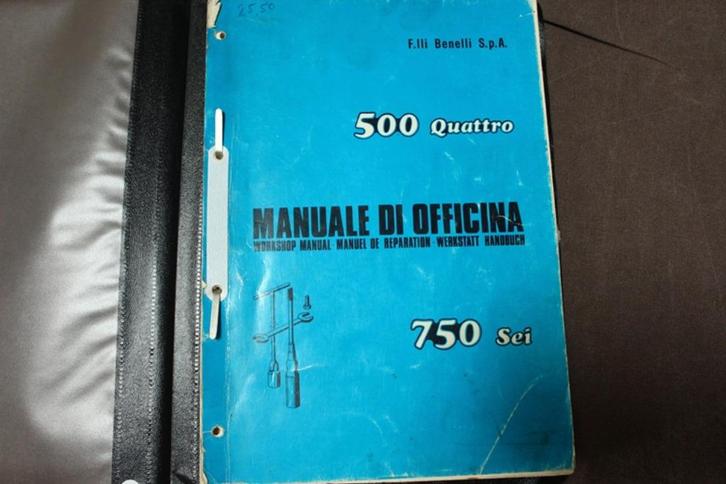 2550
F.lli Benelli S.p.A.
500 Quattro
MANUALE DI OFFICINA
WORKSHOP MANUAL - MANUEL DE REPARATION - WERKSTATT HANDBUCH
750 Sei